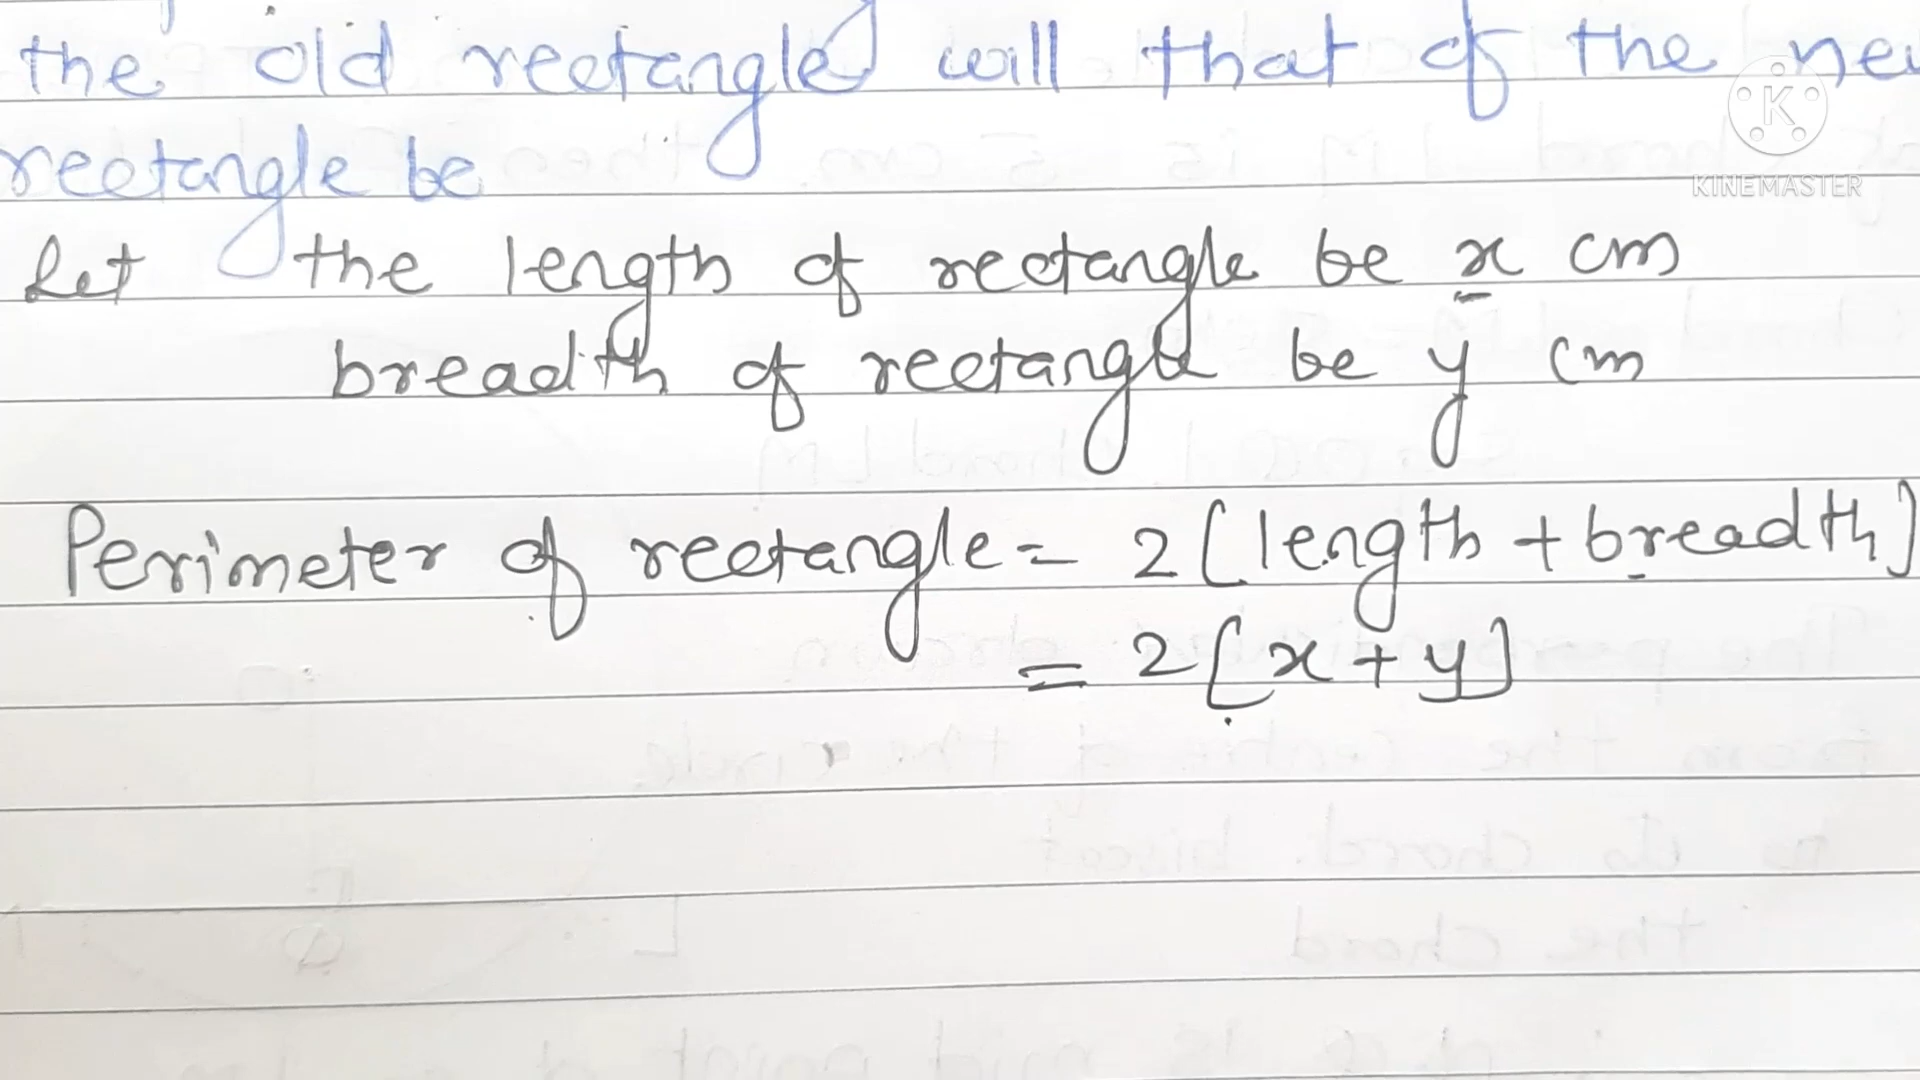 the old rectangle will that of the new
K
rectangle be
KINEMASTER
Let the length of rectangle be x cm
breadth of rectangle be y cm
Perimeter of rectangle = 2[length + breadth]
= 2[x + y]